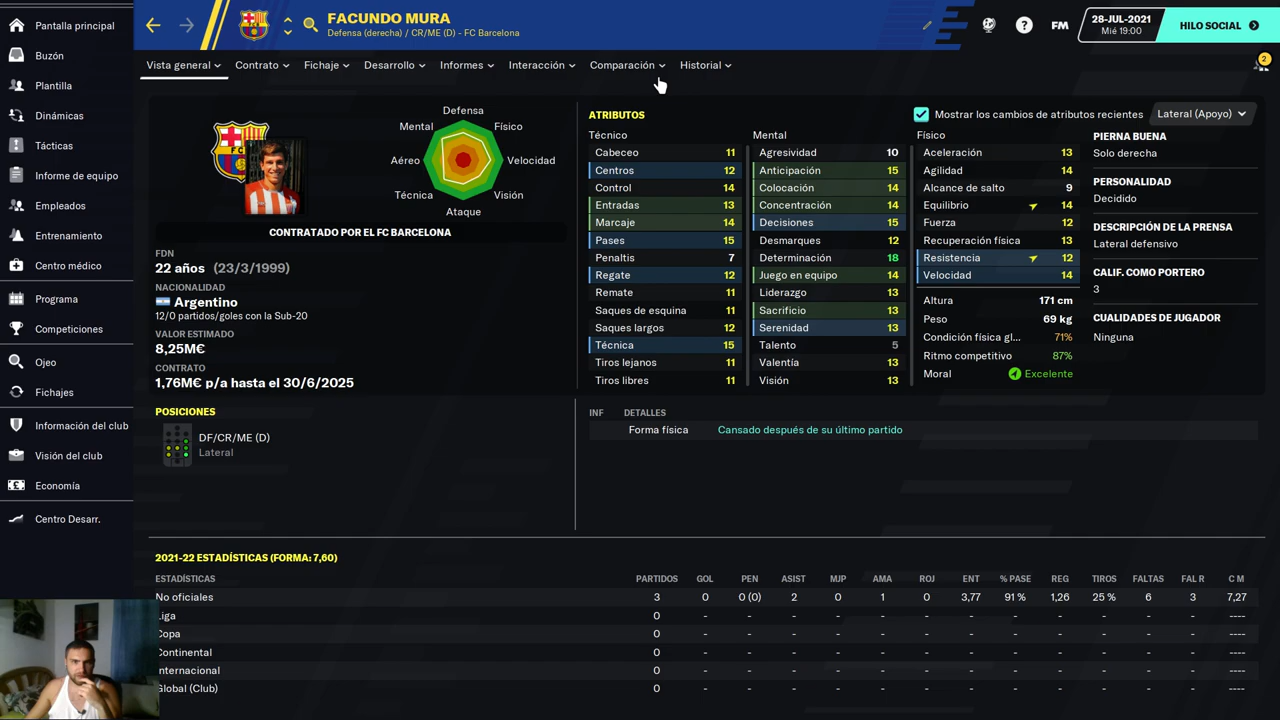 Pantalla principal
Buzón
Plantilla
Dinámicas
Tácticas
Informe de equipo
Empleados
Entrenamiento
Centro médico
Programa
Competiciones
Ojeo
Fichajes
Información del club
Visión del club
Economía
Centro Desarr.
FACUNDO MURA
Defensa (derecha) / CR/ME (D) - FC Barcelona
?
FM
28-JUL-2021
Mié 19:00
HILO SOCIAL
2
Vista general
Contrato
Fichaje
Desarrollo
Informes
Interacción
Comparación
Historial
Defensa
Físico
Velocidad
Visión
Ataque
Técnica
Aéreo
Mental
CONTRATADO POR EL FC BARCELONA
FDN
22 años (23/3/1999)
NACIONALIDAD
Argentino
12/0 partidos/goles con la Sub-20
VALOR ESTIMADO
8,25M€
CONTRATO
1,76M€ p/a hasta el 30/6/2025
ATRIBUTOS
Mostrar los cambios de atributos recientes
Lateral (Apoyo)
Técnico
Cabeceo 11
Centros 12
Control 14
Entradas 13
Marcaje 14
Pases 15
Penaltis 7
Regate 12
Remate 11
Saques de esquina 11
Saques largos 12
Técnica 15
Tiros lejanos 11
Tiros libres 11
Mental
Agresividad 10
Anticipación 15
Colocación 14
Concentración 14
Decisiones 15
Desmarques 12
Determinación 18
Juego en equipo 14
Liderazgo 13
Sacrificio 13
Serenidad 13
Talento 5
Valentía 13
Visión 13
Físico
Aceleración 13
Agilidad 14
Alcance de salto 9
Equilibrio 14
Fuerza 12
Recuperación física 13
Resistencia 12
Velocidad 14
Altura 171 cm
Peso 69 kg
Condición física gl... 71%
Ritmo competitivo 87%
Moral Excelente
PIERNA BUENA
Solo derecha
PERSONALIDAD
Decidido
DESCRIPCIÓN DE LA PRENSA
Lateral defensivo
CALIF. COMO PORTERO
3
CUALIDADES DE JUGADOR
Ninguna
POSICIONES
DF/CR/ME (D)
Lateral
INF DETALLES
Forma física Cansado después de su último partido
2021-22 ESTADÍSTICAS (FORMA: 7,60)
ESTADÍSTICAS PARTIDOS GOL PEN ASIST MJP AMA ROJ ENT % PASE REG TIROS FALTAS FAL R C M
No oficiales 3 0 0 (0) 2 0 1 0 3,77 91 % 1,26 25 % 6 3 7,27
Liga 0 - - - - - - - - - - - - ----
Copa 0 - - - - - - - - - - - - ----
Continental 0 - - - - - - - - - - - - ----
Internacional 0 - - - - - - - - - - - - ----
Global (Club) 0 - - - - - - - - - - - - ----